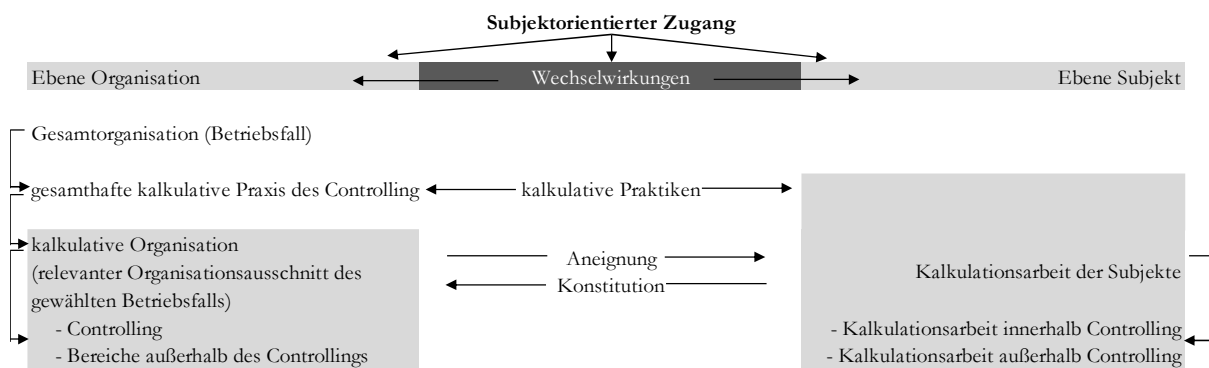 Subjektorientierter Zugang
Ebene Organisation Wechselwirkungen Ebene Subjekt
Gesamtorganisation (Betriebsfall)
gesamthafte kalkulative Praxis des Controlling kalkulative Praktiken
kalkulative Organisation
(relevanter Organisationsausschnitt des
gewählten Betriebsfalls)
- Controlling
- Bereiche außerhalb des Controllings
Aneignung
Konstitution
Kalkulationsarbeit der Subjekte
- Kalkulationsarbeit innerhalb Controlling
- Kalkulationsarbeit außerhalb Controlling